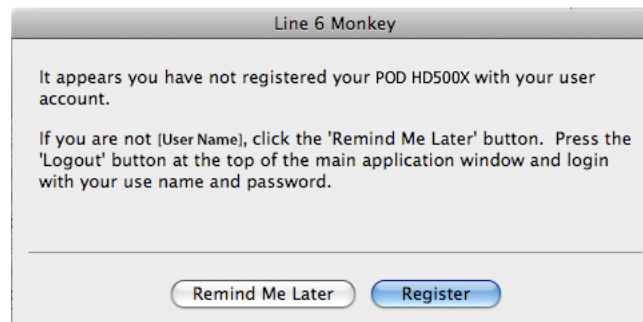 Line 6 Monkey
It appears you have not registered your POD HD500X with your user
account.
If you are not [User Name], click the 'Remind Me Later' button.  Press the
'Logout' button at the top of the main application window and login
with your use name and password.
Remind Me Later
Register